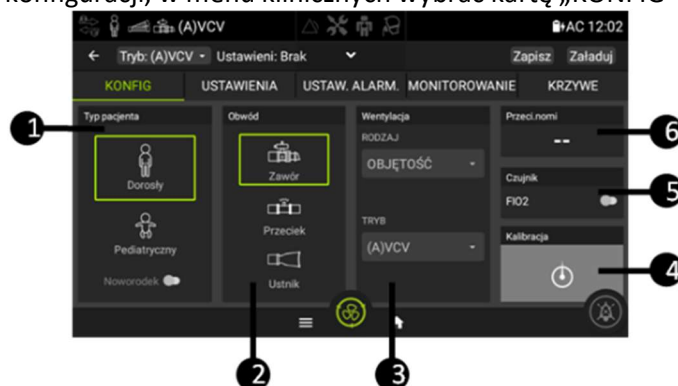 konfiguracji, w menu klinicznych wybrać kartę „KONFIG
(A)VCV AC 12:02
Tryb: (A)VCV Ustawieni: Brak Zapisz Załaduj
KONFIG USTAWIENIA USTAW. ALARM. MONITOROWANIE KRZYWE
Typ pacjenta
Dorosły
Pediatryczny
Noworodek
Obwód
Zawór
Przeciek
Ustnik
Wentylacja
RODZAJ
OBJĘTOŚĆ
TRYB
(A)VCV
Przeci.nomi
--
Czujnik
FIO2
Kalibracja
1
2
3
4
5
6